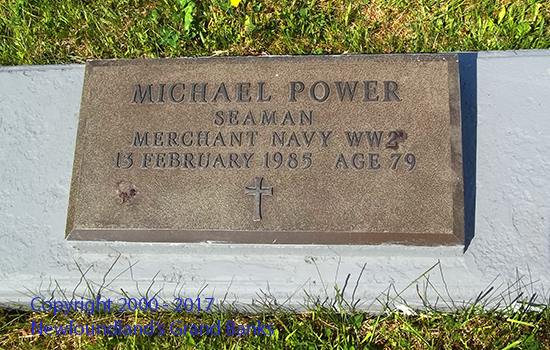 MICHAEL POWER
SEAMAN
MERCHANT NAVY WW2
13 FEBRUARY 1985 AGE 79
Copyright 2000 - 2017
Newfoundland's Grand Banks